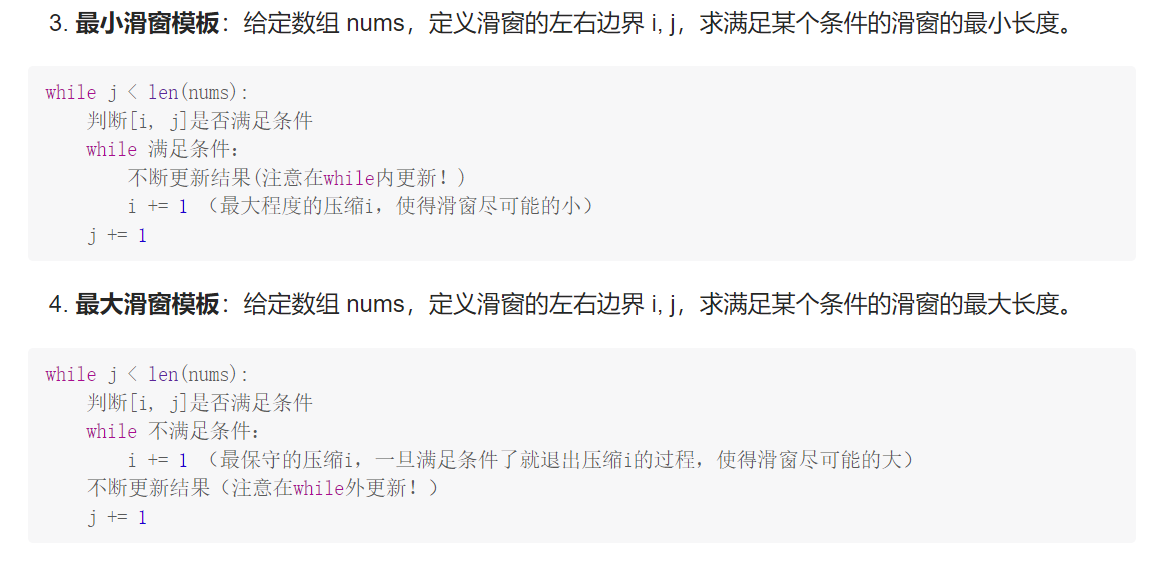 3. 最小滑窗模板：给定数组 nums，定义滑窗的左右边界 i, j，求满足某个条件的滑窗的最小长度。
while j < len(nums):
    判断[i, j]是否满足条件
    while 满足条件：
        不断更新结果(注意在while内更新！)
        i += 1 （最大程度的压缩i，使得滑窗尽可能的小）
    j += 1
4. 最大滑窗模板：给定数组 nums，定义滑窗的左右边界 i, j，求满足某个条件的滑窗的最大长度。
while j < len(nums):
    判断[i, j]是否满足条件
    while 不满足条件：
        i += 1 （最保守的压缩i，一旦满足条件了就退出压缩i的过程，使得滑窗尽可能的大）
    不断更新结果（注意在while外更新！）
    j += 1